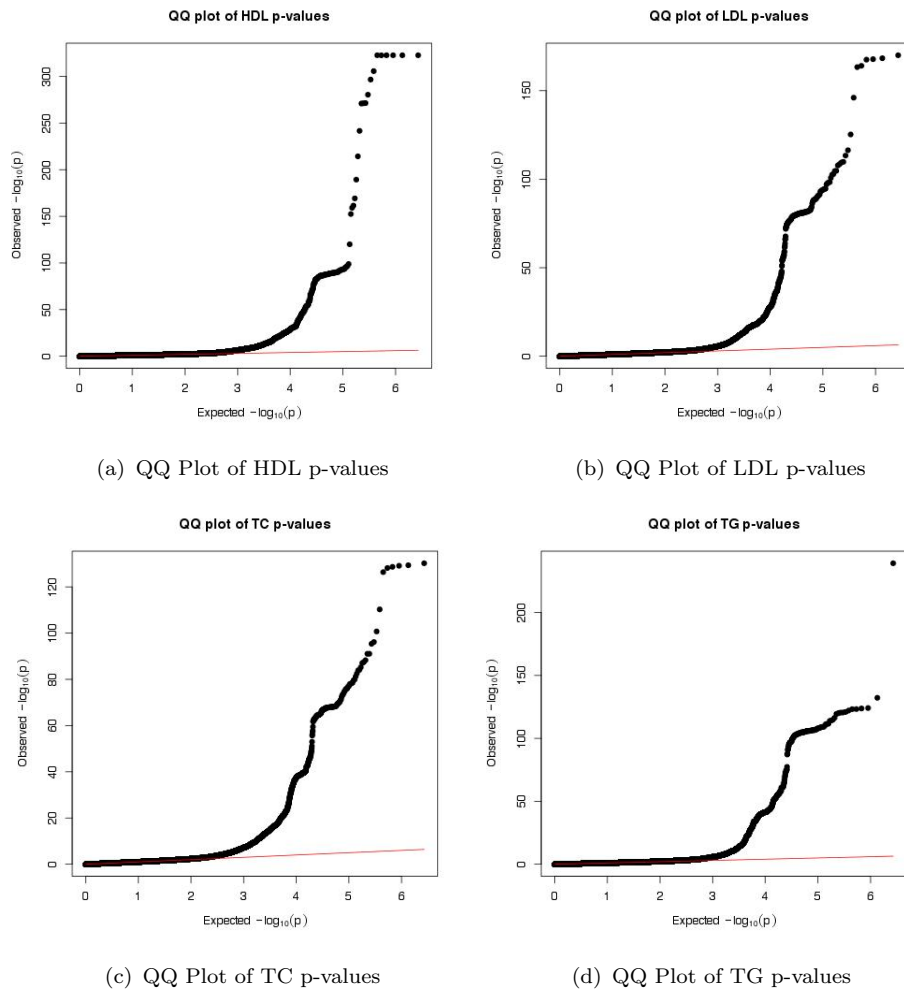 QQ plot of HDL p-values
Observed −log₁₀(p)
0 50 100 150 200 250 300
0 1 2 3 4 5 6
Expected −log₁₀(p)
(a) QQ Plot of HDL p-values
QQ plot of LDL p-values
Observed −log₁₀(p)
0 50 100 150
0 1 2 3 4 5 6
Expected −log₁₀(p)
(b) QQ Plot of LDL p-values
QQ plot of TC p-values
Observed −log₁₀(p)
0 20 40 60 80 100 120
0 1 2 3 4 5 6
Expected −log₁₀(p)
(c) QQ Plot of TC p-values
QQ plot of TG p-values
Observed −log₁₀(p)
0 50 100 150 200
0 1 2 3 4 5 6
Expected −log₁₀(p)
(d) QQ Plot of TG p-values